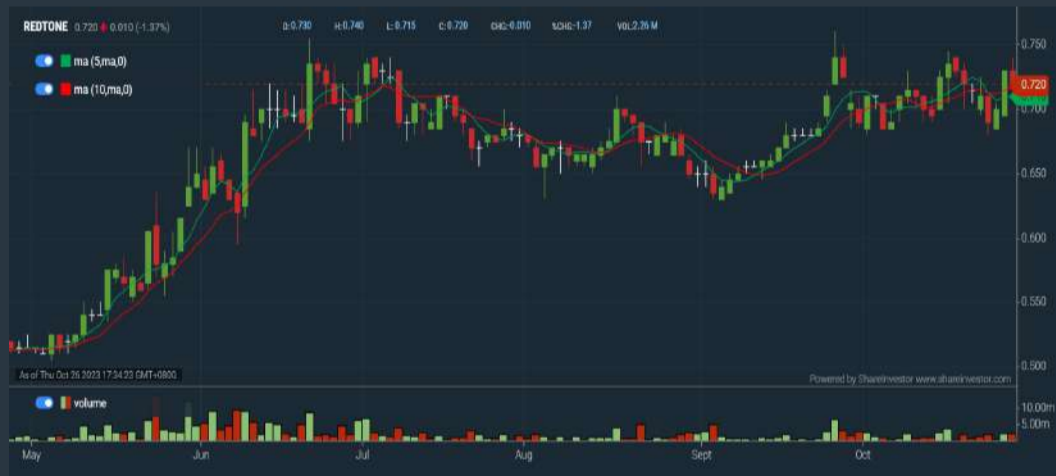 REDTONE 0.720 0.010 (-1.37%) O:0.730 H:0.740 L:0.715 C:0.720 CHG:-0.010 %CHG:-1.37 VOL:2.26 M
ma (5,ma,0)
ma (10,ma,0)
0.750
0.720
0.700
0.650
0.600
0.550
0.500
As of Thu Oct 26 2023 17:34:23 GMT+0800
Powered by ShareInvestor www.shareinvestor.com
volume
10.00m
5.00m
May Jun Jul Aug Sept Oct